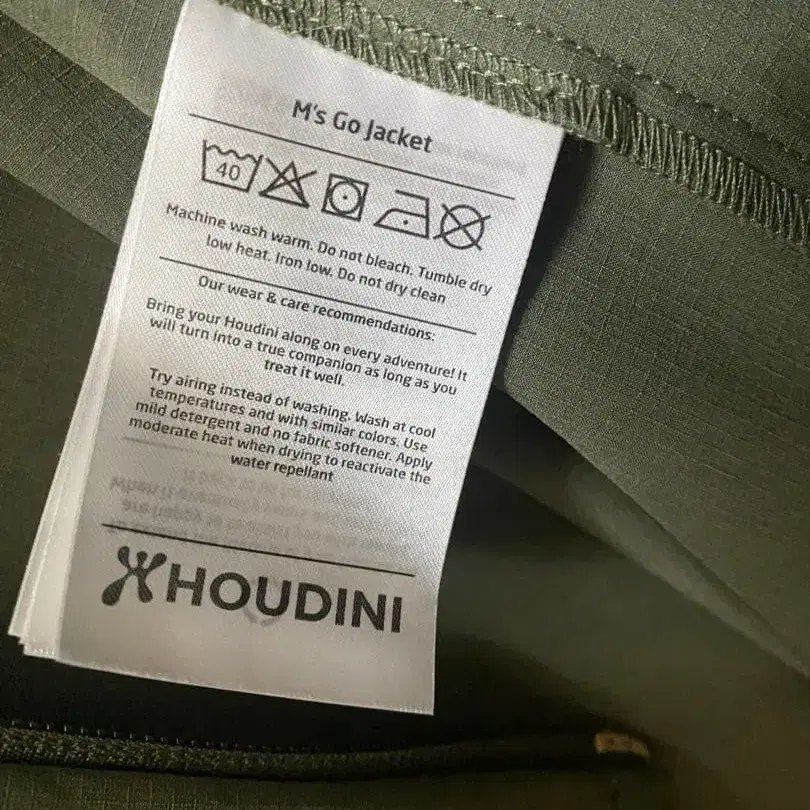 M's Go Jacket
40
Machine wash warm. Do not bleach. Tumble dry
low heat. Iron low. Do not dry clean
Our wear & care recommendations:
Bring your Houdini along on every adventure! It
will turn into a true companion as long as you
treat it well.
Try airing instead of washing. Wash at cool
temperatures and with similar colors. Use
mild detergent and no fabric softener. Apply
moderate heat when drying to reactivate the
water repellant
HOUDINI